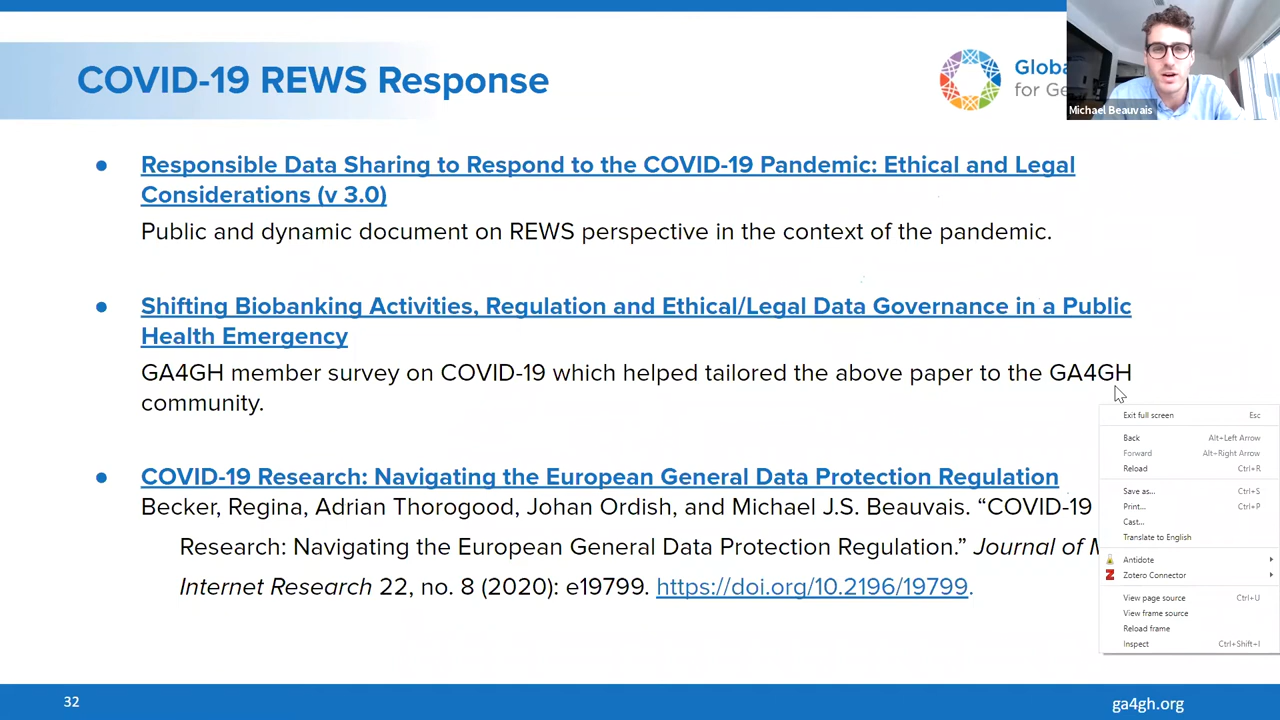 COVID-19 REWS Response
Globa
for Ge
Michael Beauvais
● Responsible Data Sharing to Respond to the COVID-19 Pandemic: Ethical and Legal
Considerations (v 3.0)
Public and dynamic document on REWS perspective in the context of the pandemic.
● Shifting Biobanking Activities, Regulation and Ethical/Legal Data Governance in a Public
Health Emergency
GA4GH member survey on COVID-19 which helped tailored the above paper to the GA4GH
community.
● COVID-19 Research: Navigating the European General Data Protection Regulation
Becker, Regina, Adrian Thorogood, Johan Ordish, and Michael J.S. Beauvais. “COVID-19
Research: Navigating the European General Data Protection Regulation.” Journal of M
Internet Research 22, no. 8 (2020): e19799. https://doi.org/10.2196/19799.
Exit full screen Esc
Back Alt+Left Arrow
Forward Alt+Right Arrow
Reload Ctrl+R
Save as... Ctrl+S
Print... Ctrl+P
Cast...
Translate to English
Antidote
Zotero Connector
View page source Ctrl+U
View frame source
Reload frame
Inspect Ctrl+Shift+I
32
ga4gh.org